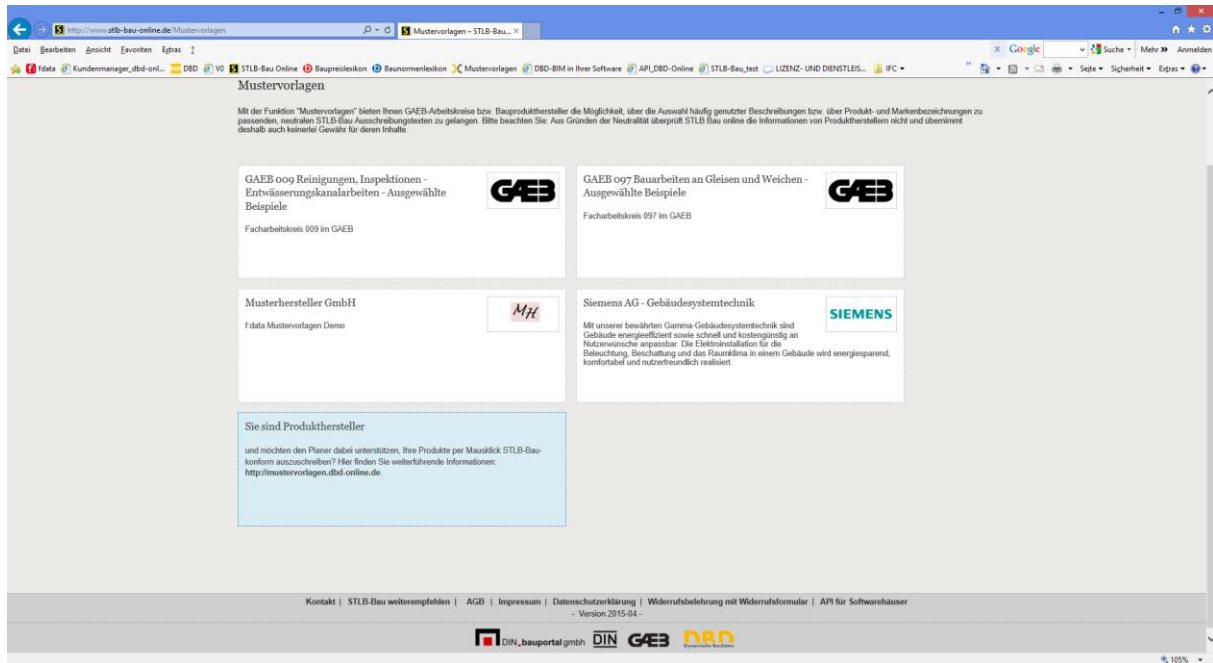 http://www.stlb-bau-online.de/Mustervorlagen
Mustervorlagen – STLB-Bau...
Datei Bearbeiten Ansicht Favoriten Extras ?
x Google Suche Mehr » Anmelden
fdata Kundenmanager_dbd-onl... DBD V0 STLB-Bau Online Baupreislexikon Baunormenlexikon Mustervorlagen DBD-BIM in Ihrer Software API_DBD-Online STLB-Bau_test LIZENZ- UND DIENSTLEIS... IFC
" Seite Sicherheit Extras
Mustervorlagen
Mit der Funktion "Mustervorlagen" bieten Ihnen GAEB-Arbeitskreise bzw. Bauprodukthersteller die Möglichkeit, über die Auswahl häufig genutzter Beschreibungen bzw. über Produkt- und Markenbezeichnungen zu
passenden, neutralen STLB-Bau Ausschreibungstexten zu gelangen. Bitte beachten Sie: Aus Gründen der Neutralität überprüft STLB Bau online die Informationen von Produktherstellern nicht und übernimmt
deshalb auch keinerlei Gewähr für deren Inhalte.
GAEB 009 Reinigungen, Inspektionen -
Entwässerungskanalarbeiten - Ausgewählte
Beispiele
GAEB
Facharbeitskreis 009 im GAEB
GAEB 097 Bauarbeiten an Gleisen und Weichen -
Ausgewählte Beispiele
GAEB
Facharbeitskreis 097 im GAEB
Musterhersteller GmbH
MH
f:data Mustervorlagen Demo
Siemens AG - Gebäudesystemtechnik
SIEMENS
Mit unserer bewährten Gamma-Gebäudesystemtechnik sind
Gebäude energieeffizient sowie schnell und kostengünstig an
Nutzerwünsche anpassbar. Die Elektroinstallation für die
Beleuchtung, Beschattung und das Raumklima in einem Gebäude wird energiesparend,
komfortabel und nutzerfreundlich realisiert.
Sie sind Produkthersteller
und möchten den Planer dabei unterstützen, Ihre Produkte per Mausklick STLB-Bau-
konform auszuschreiben? Hier finden Sie weiterführende Informationen:
http://mustervorlagen.dbd-online.de.
Kontakt | STLB-Bau weiterempfehlen | AGB | Impressum | Datenschutzerklärung | Widerrufsbelehrung mit Widerrufsformular | API für Softwarehäuser
- Version 2015-04 -
DIN_bauportal gmbh DIN GAEB DBD
Dynamische BauDaten
105%